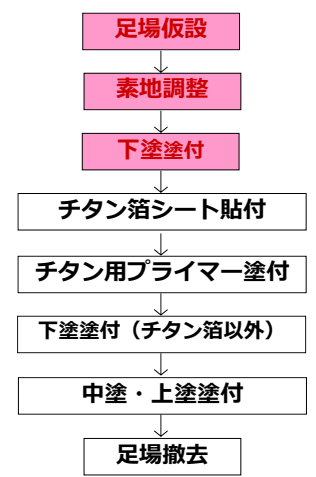 足場仮設
素地調整
下塗塗付
チタン箔シート貼付
チタン用プライマー塗付
下塗塗付（チタン箔以外）
中塗・上塗塗付
足場撤去